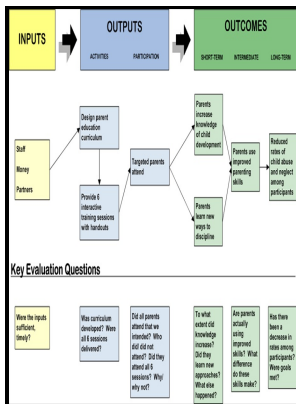 INPUTS
OUTPUTS
ACTIVITIES
PARTICIPATION
OUTCOMES
SHORT-TERM
INTERMEDIATE
LONG-TERM
Staff
Money
Partners
Design parent
education
curriculum
Provide 6
interactive
training sessions
with handouts
Targeted parents
attend
Parents
increase
knowledge
of child
development
Parents
learn new
ways to
discipline
Parents use
improved
parenting
skills
Reduced
rates of
child abuse
and neglect
among
participants
Key Evaluation Questions
Were the inputs
sufficient,
timely?
Was curriculum
developed? Were
all 6 sessions
delivered?
Did all parents
attend that we
intended? Who
did/ did not
attend? Did they
attend all 6
sessions? Why/
why not?
To what
extent did
knowledge
increase?
Did they
learn new
approaches?
What else
happened?
Are parents
actually
using
improved
skills? What
difference
do these
skills make?
Has there
been a
decrease in
rates among
participants?
Were goals
met?